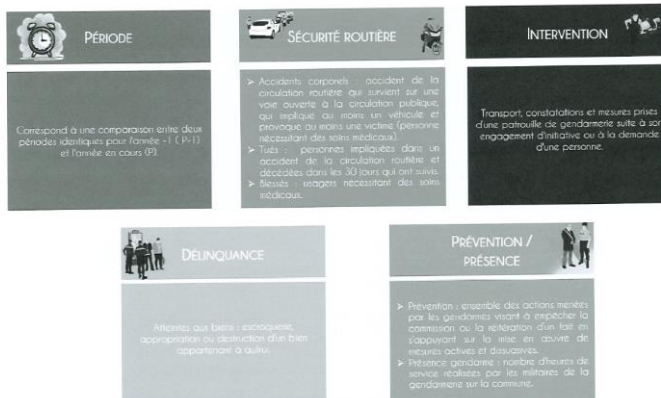 PÉRIODE
Correspond à une comparaison entre deux
périodes identiques pour l'année -1 ( P-1)
et l'année en cours (P).
SÉCURITÉ ROUTIÈRE
➤ Accidents corporels : accident de la
circulation routière qui survient sur une
voie ouverte à la circulation publique,
qui implique au moins un véhicule et
provoque au moins une victime (personne
nécessitant des soins médicaux).
➤ Tués : personnes impliquées dans un
accident de la circulation routière et
décédées dans les 30 jours qui ont suivis.
➤ Blessés : usagers nécessitant des soins
médicaux.
INTERVENTION
Transport, constatations et mesures prises
d'une patrouille de gendarmerie suite à son
engagement d'initiative ou à la demande
d'une personne.
DÉLINQUANCE
Atteintes aux biens : escroquerie,
appropriation ou destruction d'un bien
appartenant à autrui.
PRÉVENTION /
PRÉSENCE
➤ Prévention : ensemble des actions menées
par les gendarmes visant à empêcher la
commission ou la réitération d'un fait en
s'appuyant sur la mise en œuvre de
mesures actives et dissuasives.
➤ Présence gendarme : nombre d'heures de
service réalisées par les militaires de la
gendarmerie sur la commune.